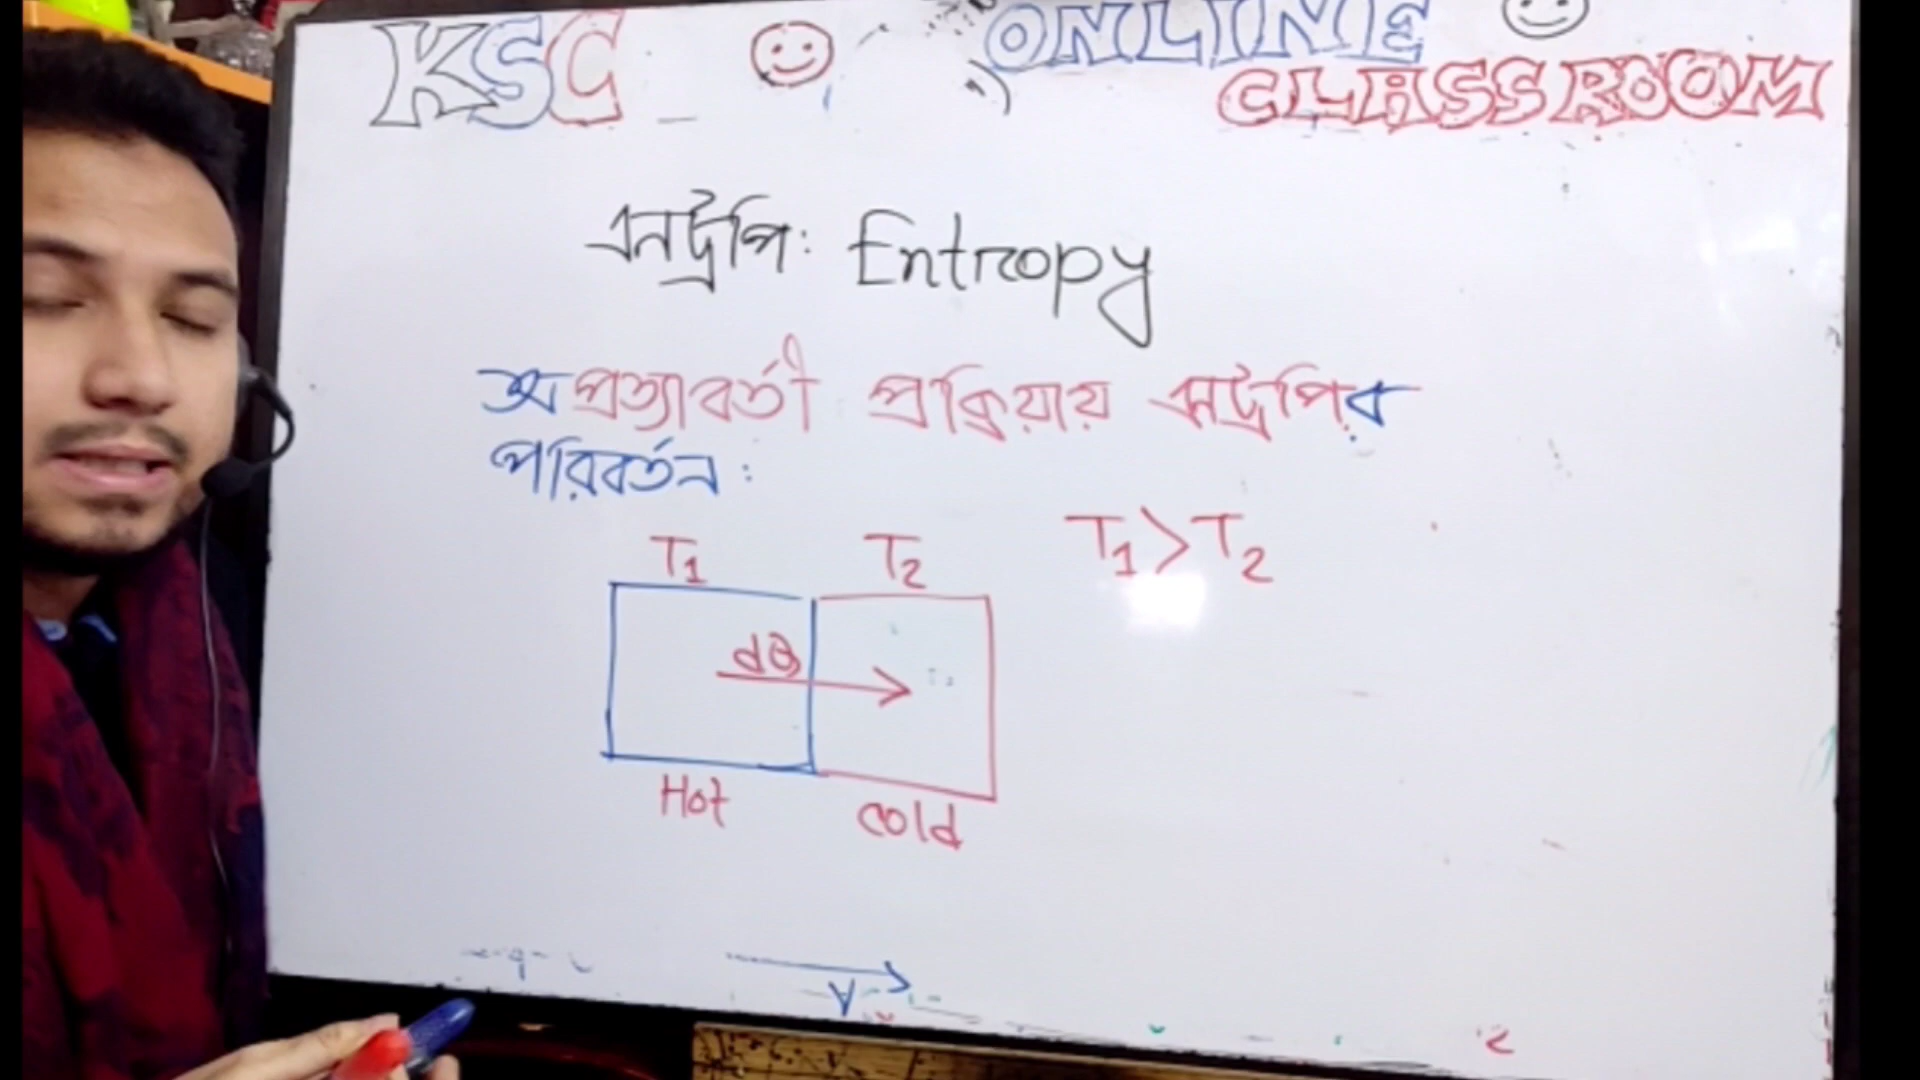 KSC ONLINE
CLASSROOM
এনট্রপি: Entropy
অপ্রত্যাবর্তী প্রক্রিয়ায় এনট্রপির
পরিবর্তন:
T₁ T₂ T₁ > T₂
dQ
Hot cold
V